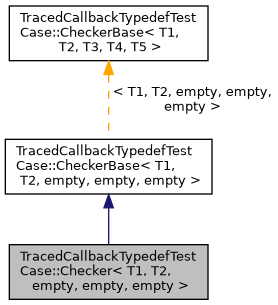 TracedCallbackTypedefTest
Case::CheckerBase< T1,
T2, T3, T4, T5 >
< T1, T2, empty, empty,
empty >
TracedCallbackTypedefTest
Case::CheckerBase< T1,
T2, empty, empty, empty >
TracedCallbackTypedefTest
Case::Checker< T1, T2,
empty, empty, empty >